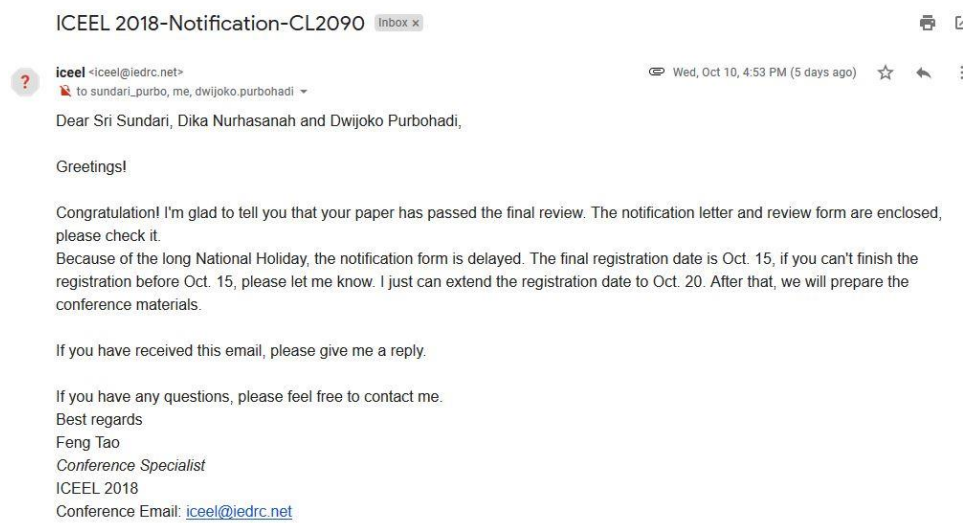 ICEEL 2018-Notification-CL2090 Inbox x
iceel <iceel@iedrc.net> Wed, Oct 10, 4:53 PM (5 days ago)
?
to sundari_purbo, me, dwijoko.purbohadi
Dear Sri Sundari, Dika Nurhasanah and Dwijoko Purbohadi,
Greetings!
Congratulation! I'm glad to tell you that your paper has passed the final review. The notification letter and review form are enclosed,
please check it.
Because of the long National Holiday, the notification form is delayed. The final registration date is Oct. 15, if you can't finish the
registration before Oct. 15, please let me know. I just can extend the registration date to Oct. 20. After that, we will prepare the
conference materials.
If you have received this email, please give me a reply.
If you have any questions, please feel free to contact me.
Best regards
Feng Tao
Conference Specialist
ICEEL 2018
Conference Email: iceel@iedrc.net